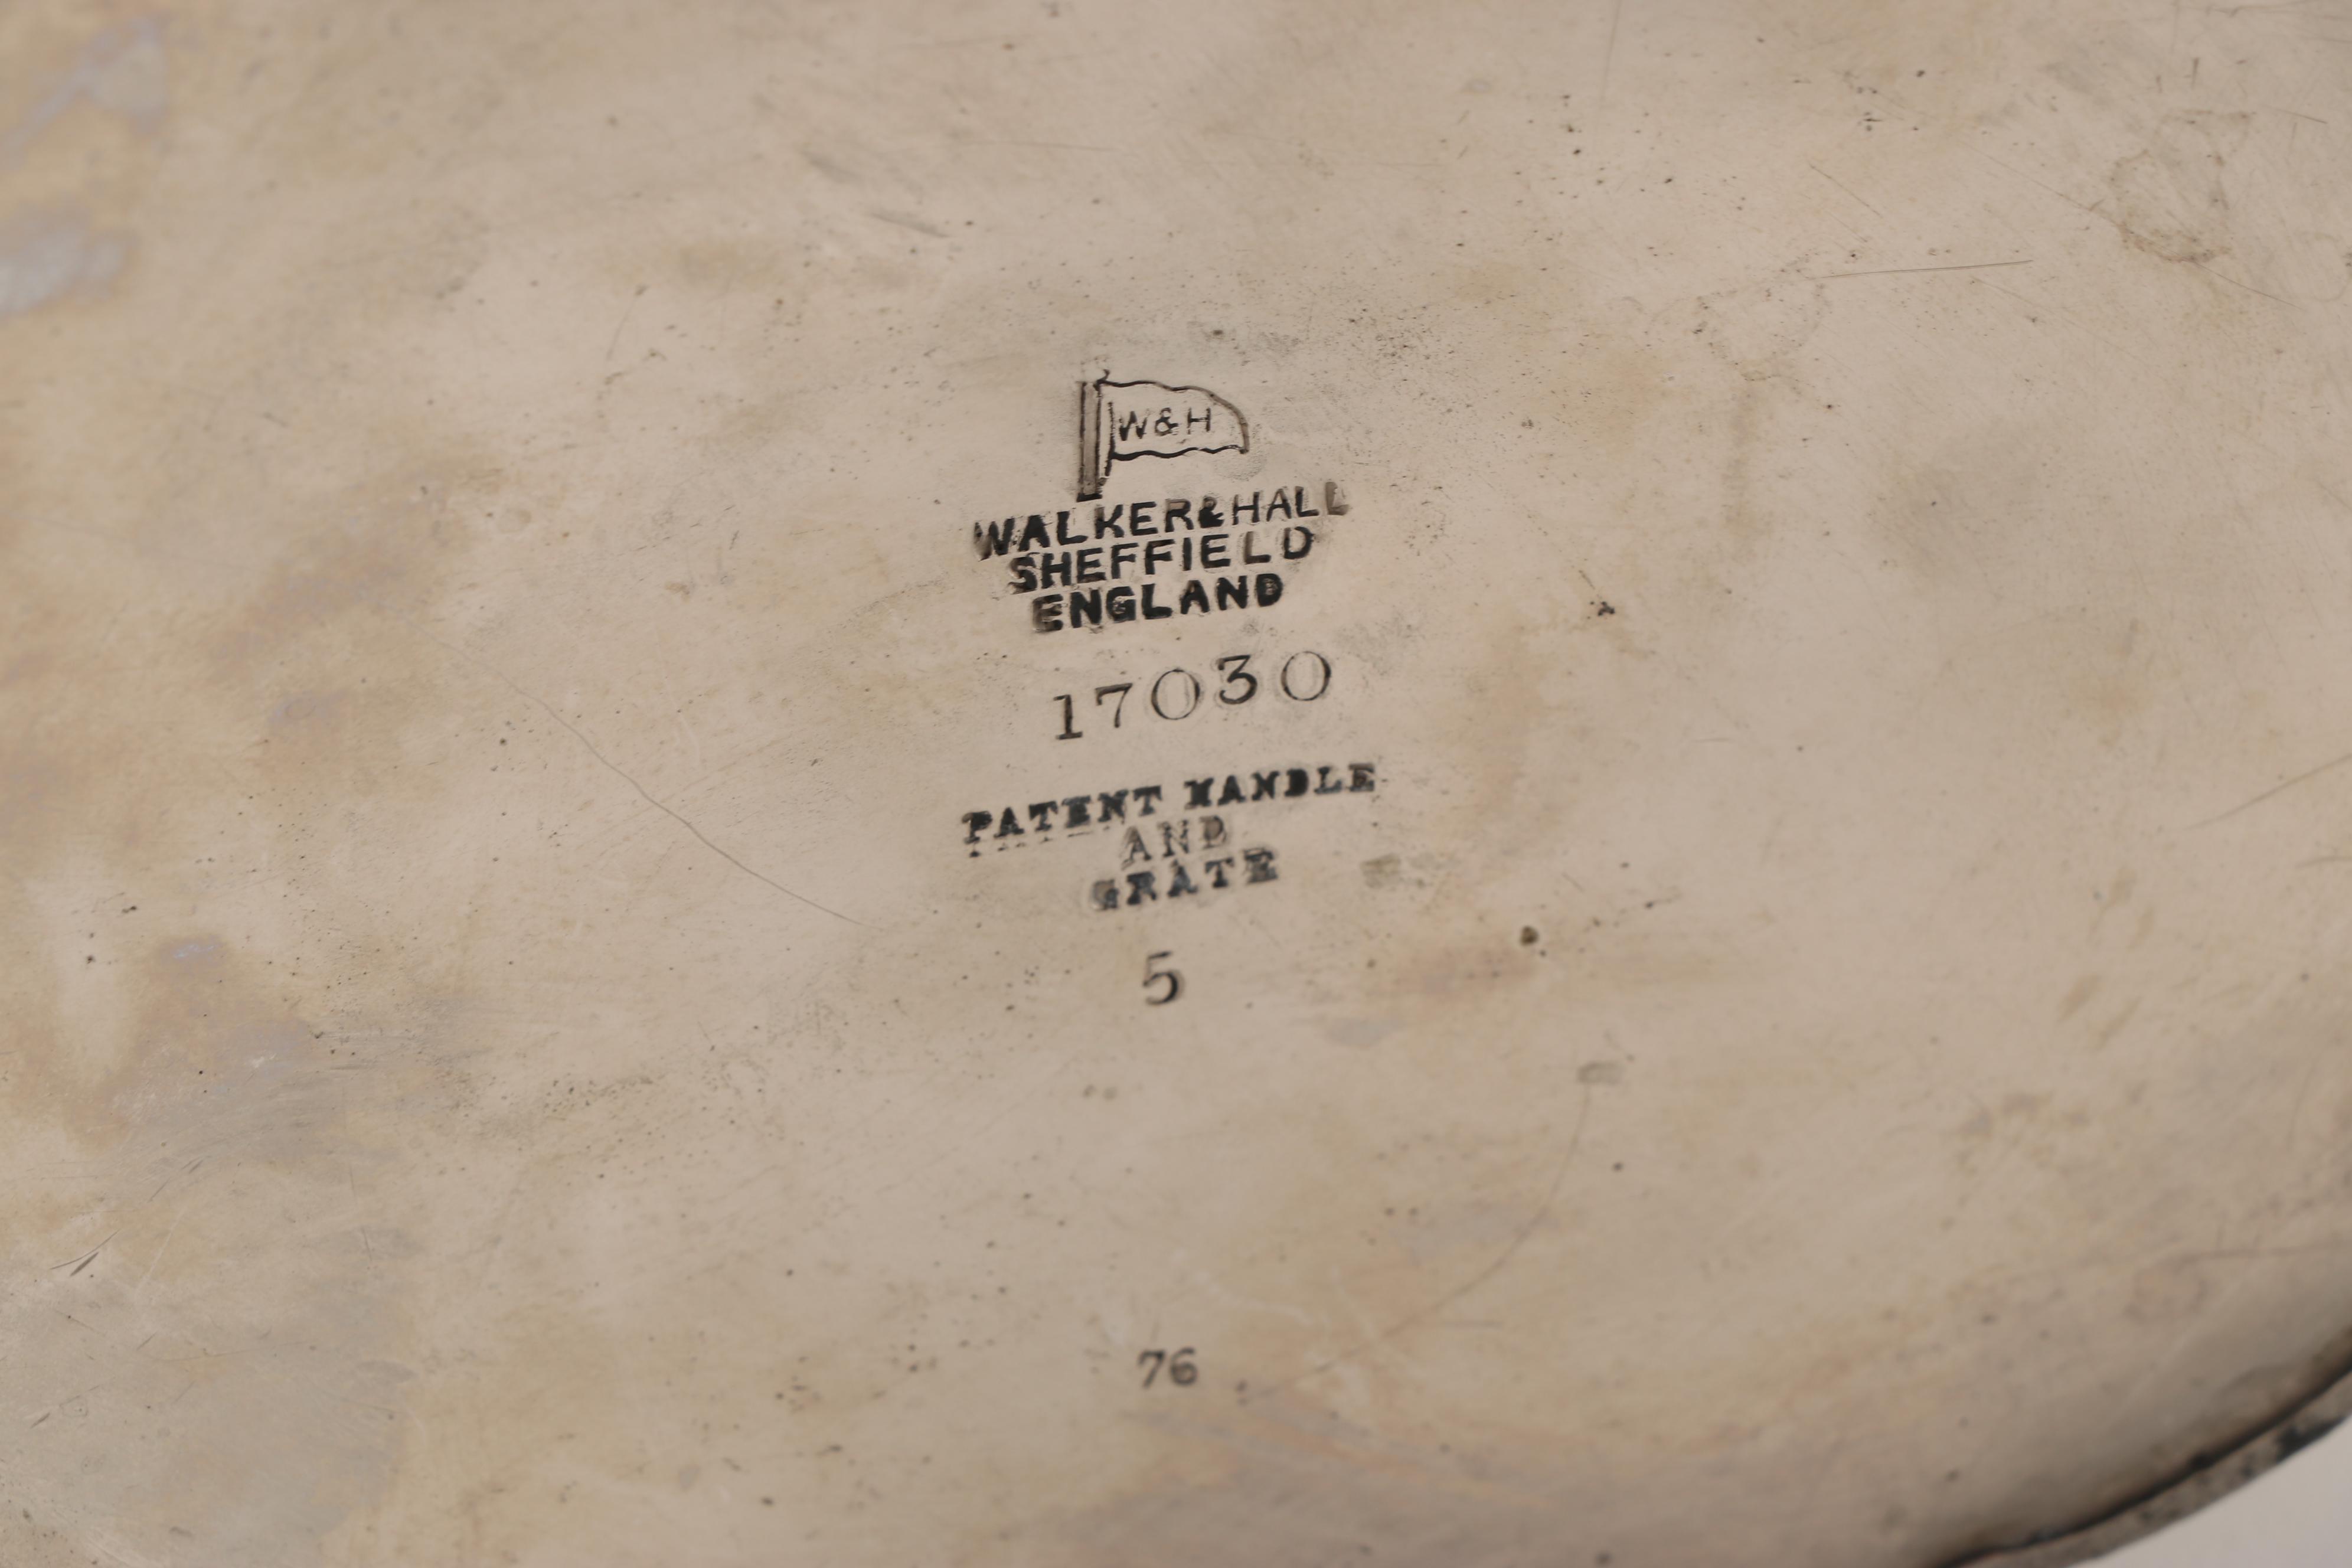 W&H
WALKER&HALL
SHEFFIELD
ENGLAND
17030
PATENT HANDLE
AND
GRATE
5
76